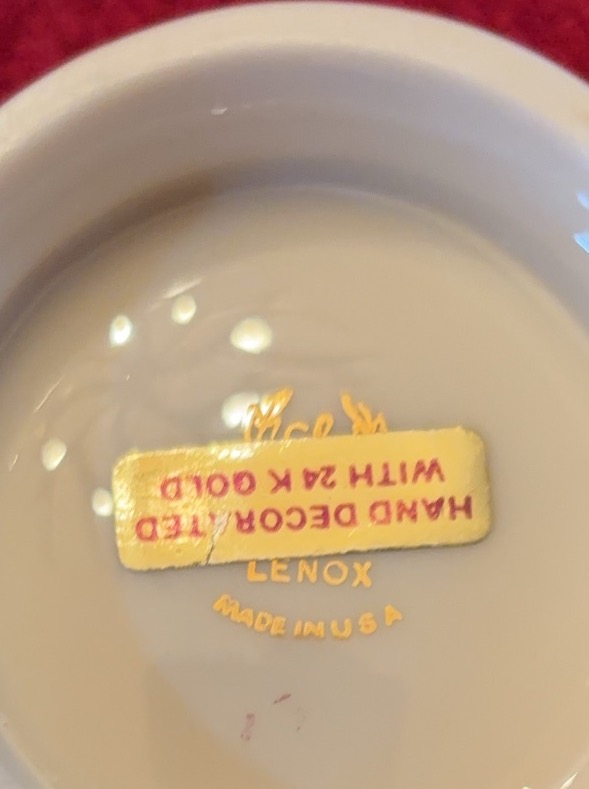 HAND DECORATED
WITH 24 K GOLD
LENOX
MADE IN USA